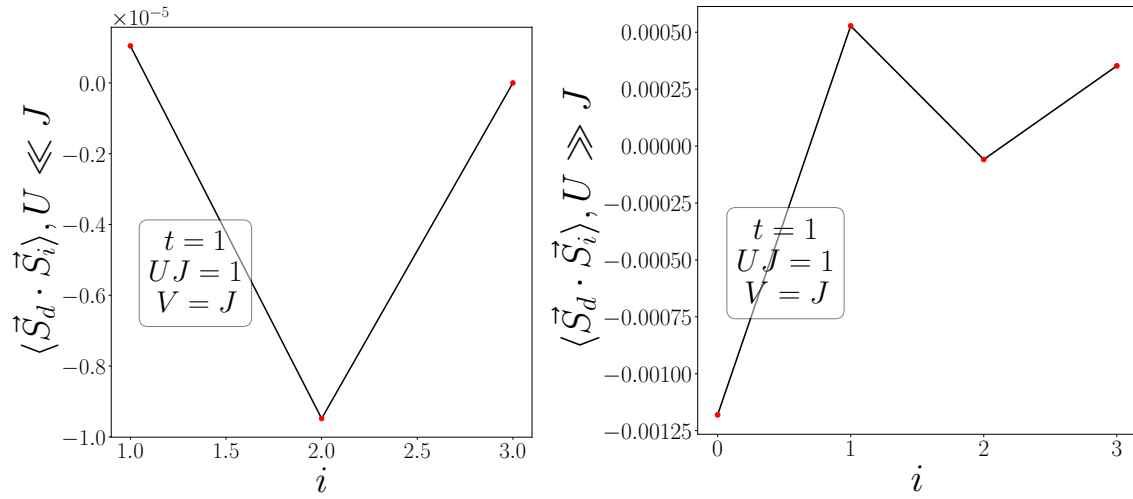 ×10⁻⁵
⟨S⃗_d · S⃗_i⟩, U ≪ J
0.0
−0.2
−0.4
−0.6
−0.8
−1.0
t = 1
UJ = 1
V = J
1.0 1.5 2.0 2.5 3.0
i
⟨S⃗_d · S⃗_i⟩, U ≫ J
0.00050
0.00025
0.00000
−0.00025
−0.00050
−0.00075
−0.00100
−0.00125
t = 1
UJ = 1
V = J
0 1 2 3
i